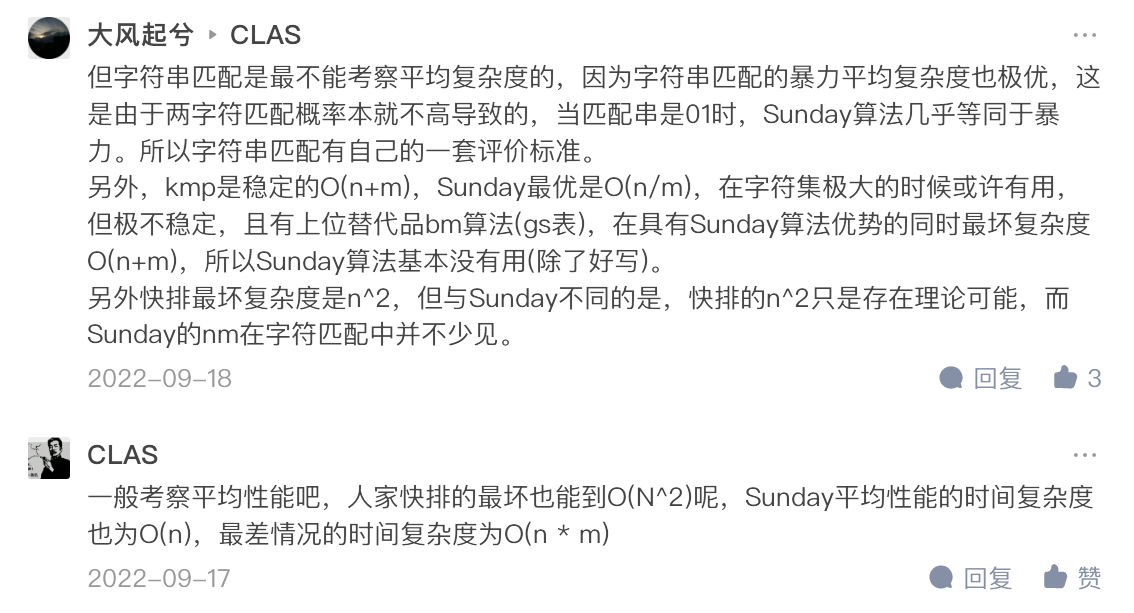 大风起兮 ▸ CLAS
但字符串匹配是最不能考察平均复杂度的，因为字符串匹配的暴力平均复杂度也极优，这
是由于两字符匹配概率本就不高导致的，当匹配串是01时，Sunday算法几乎等同于暴
力。所以字符串匹配有自己的一套评价标准。
另外，kmp是稳定的O(n+m)，Sunday最优是O(n/m)，在字符集极大的时候或许有用，
但极不稳定，且有上位替代品bm算法(gs表)，在具有Sunday算法优势的同时最坏复杂度
O(n+m)，所以Sunday算法基本没有用(除了好写)。
另外快排最坏复杂度是n^2，但与Sunday不同的是，快排的n^2只是存在理论可能，而
Sunday的nm在字符匹配中并不少见。
2022-09-18 回复 3
CLAS
一般考察平均性能吧，人家快排的最坏也能到O(N^2)呢，Sunday平均性能的时间复杂度
也为O(n)，最差情况的时间复杂度为O(n * m)
2022-09-17 回复 赞